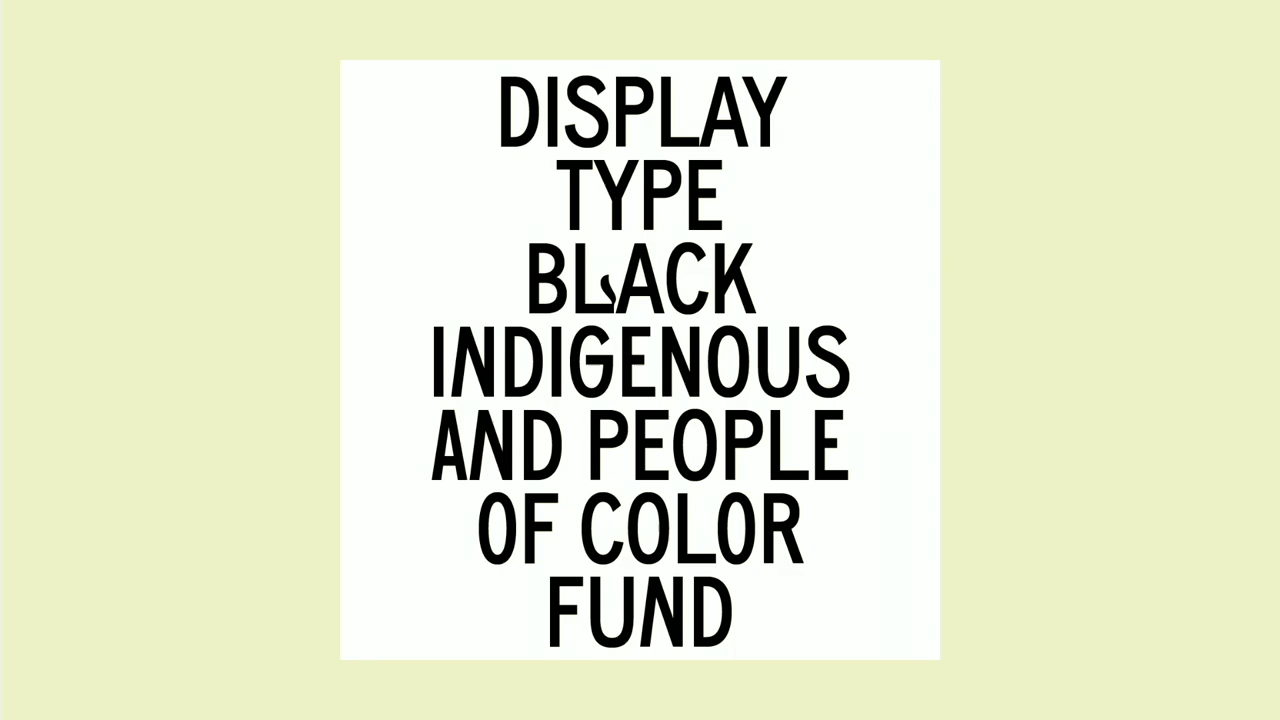 DISPLAY
TYPE
BLACK
INDIGENOUS
AND PEOPLE
OF COLOR
FUND